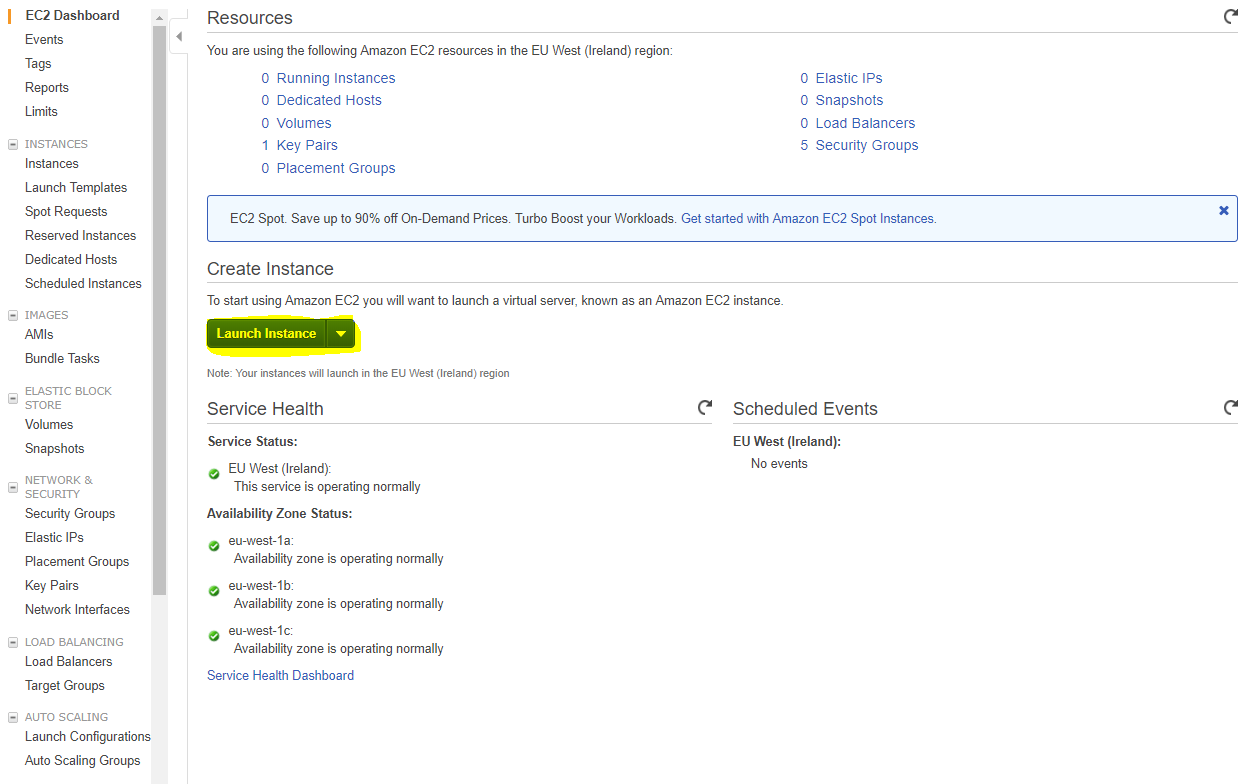 EC2 Dashboard
Events
Tags
Reports
Limits
INSTANCES
Instances
Launch Templates
Spot Requests
Reserved Instances
Dedicated Hosts
Scheduled Instances
IMAGES
AMIs
Bundle Tasks
ELASTIC BLOCK
STORE
Volumes
Snapshots
NETWORK &
SECURITY
Security Groups
Elastic IPs
Placement Groups
Key Pairs
Network Interfaces
LOAD BALANCING
Load Balancers
Target Groups
AUTO SCALING
Launch Configurations
Auto Scaling Groups
Resources
You are using the following Amazon EC2 resources in the EU West (Ireland) region:
0 Running Instances
0 Dedicated Hosts
0 Volumes
1 Key Pairs
0 Placement Groups
0 Elastic IPs
0 Snapshots
0 Load Balancers
5 Security Groups
EC2 Spot. Save up to 90% off On-Demand Prices. Turbo Boost your Workloads. Get started with Amazon EC2 Spot Instances.
Create Instance
To start using Amazon EC2 you will want to launch a virtual server, known as an Amazon EC2 instance.
Launch Instance
Note: Your instances will launch in the EU West (Ireland) region
Service Health
Service Status:
EU West (Ireland):
This service is operating normally
Availability Zone Status:
eu-west-1a:
Availability zone is operating normally
eu-west-1b:
Availability zone is operating normally
eu-west-1c:
Availability zone is operating normally
Service Health Dashboard
Scheduled Events
EU West (Ireland):
No events